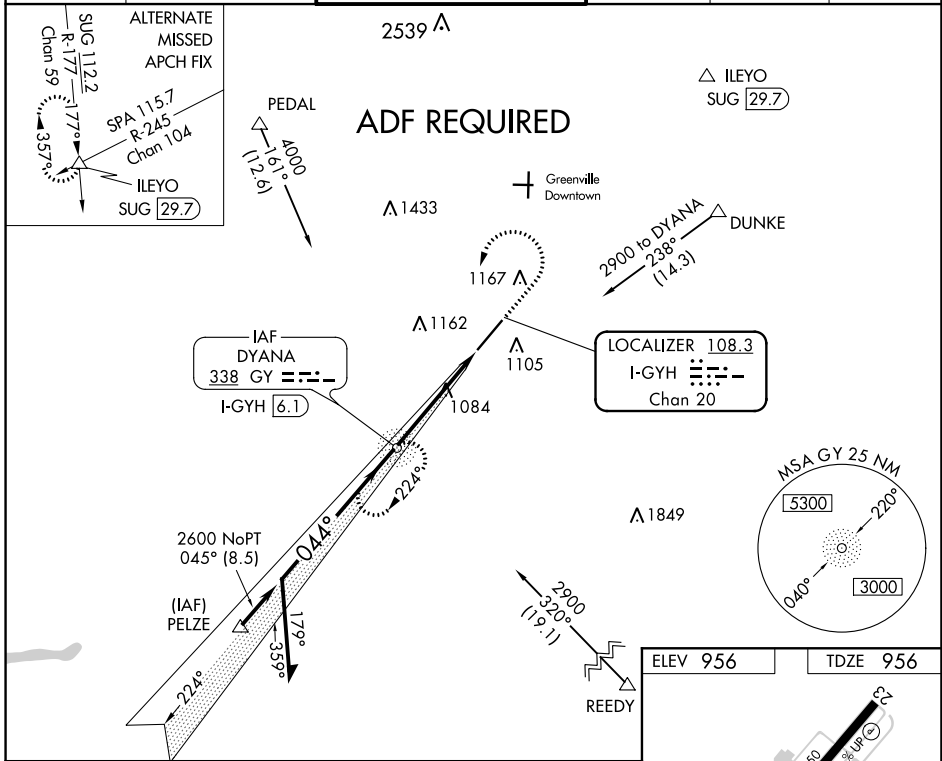 ALTERNATE
MISSED
APCH FIX
SUG 112.2
R-177
Chan 59
177°
357°
SPA 115.7
R-245
Chan 104
ILEYO
SUG 29.7
2539
ILEYO
SUG 29.7
PEDAL
4000
161°
(12.6)
ADF REQUIRED
Greenville
Downtown
1433
DUNKE
2900 to DYANA
238°
(14.3)
1167
1162
1105
IAF
DYANA
338 GY
I-GYH 6.1
LOCALIZER 108.3
I-GYH
Chan 20
1084
224°
044°
MSA GY 25 NM
5300
220°
040°
3000
1849
2600 NoPT
045° (8.5)
(IAF)
PELZE
179°
359°
224°
2900
320°
(19.1)
REEDY
ELEV 956
TDZE 956
23
% UP